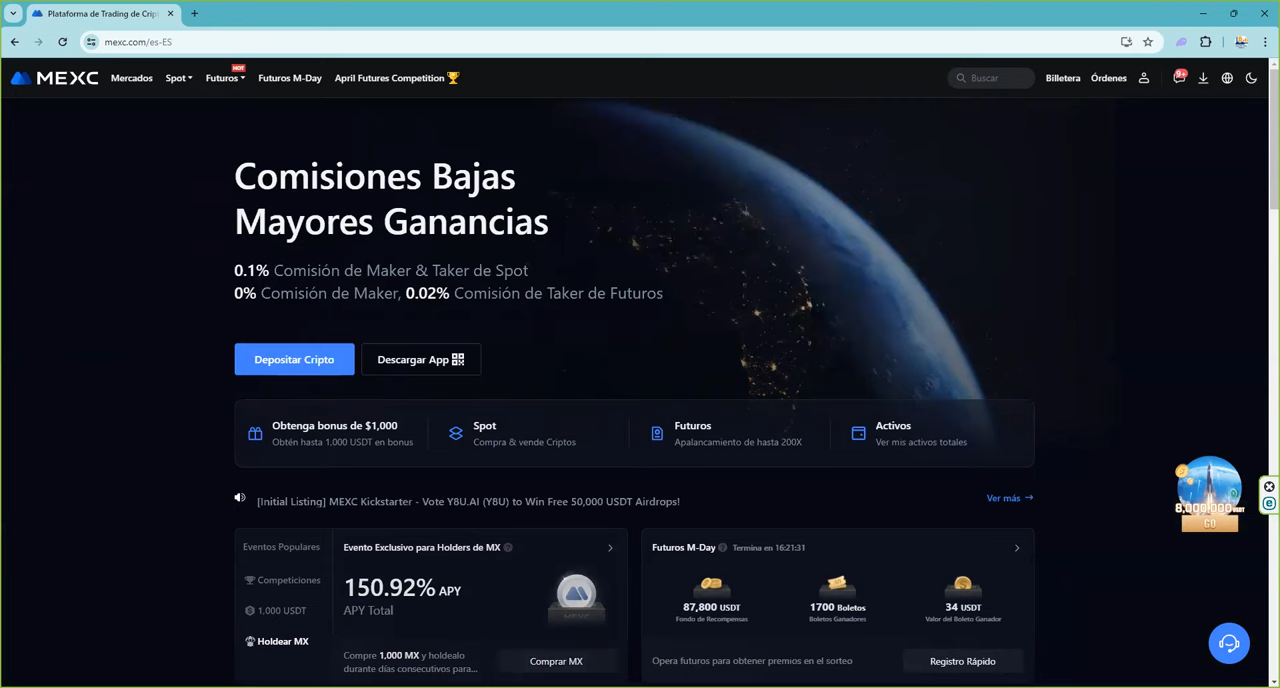 Plataforma de Trading de Crip
mexc.com/es-ES
MEXC
Mercados
Spot
HOT
Futuros
Futuros M-Day
April Futures Competition
Buscar
Billetera
Órdenes
9+
Comisiones Bajas
Mayores Ganancias
0.1% Comisión de Maker & Taker de Spot
0% Comisión de Maker, 0.02% Comisión de Taker de Futuros
Depositar Cripto
Descargar App
Obtenga bonus de $1,000
Obtén hasta 1.000 USDT en bonus
Spot
Compra & vende Criptos
Futuros
Apalancamiento de hasta 200X
Activos
Ver mis activos totales
8,000,000 USDT
GO
[Initial Listing] MEXC Kickstarter - Vote Y8U.AI (Y8U) to Win Free 50,000 USDT Airdrops!
Ver más
Eventos Populares
Competiciones
1,000 USDT
Holdear MX
Evento Exclusivo para Holders de MX
150.92% APY
APY Total
MEXC
Compre 1,000 MX y holdealo
durante días consecutivos para...
Comprar MX
Futuros M-Day
Termina en 16:21:31
87,800 USDT
Fondo de Recompensas
1700 Boletos
Boletos Ganadores
34 USDT
Valor del Boleto Ganador
Opera futuros para obtener premios en el sorteo
Registro Rápido